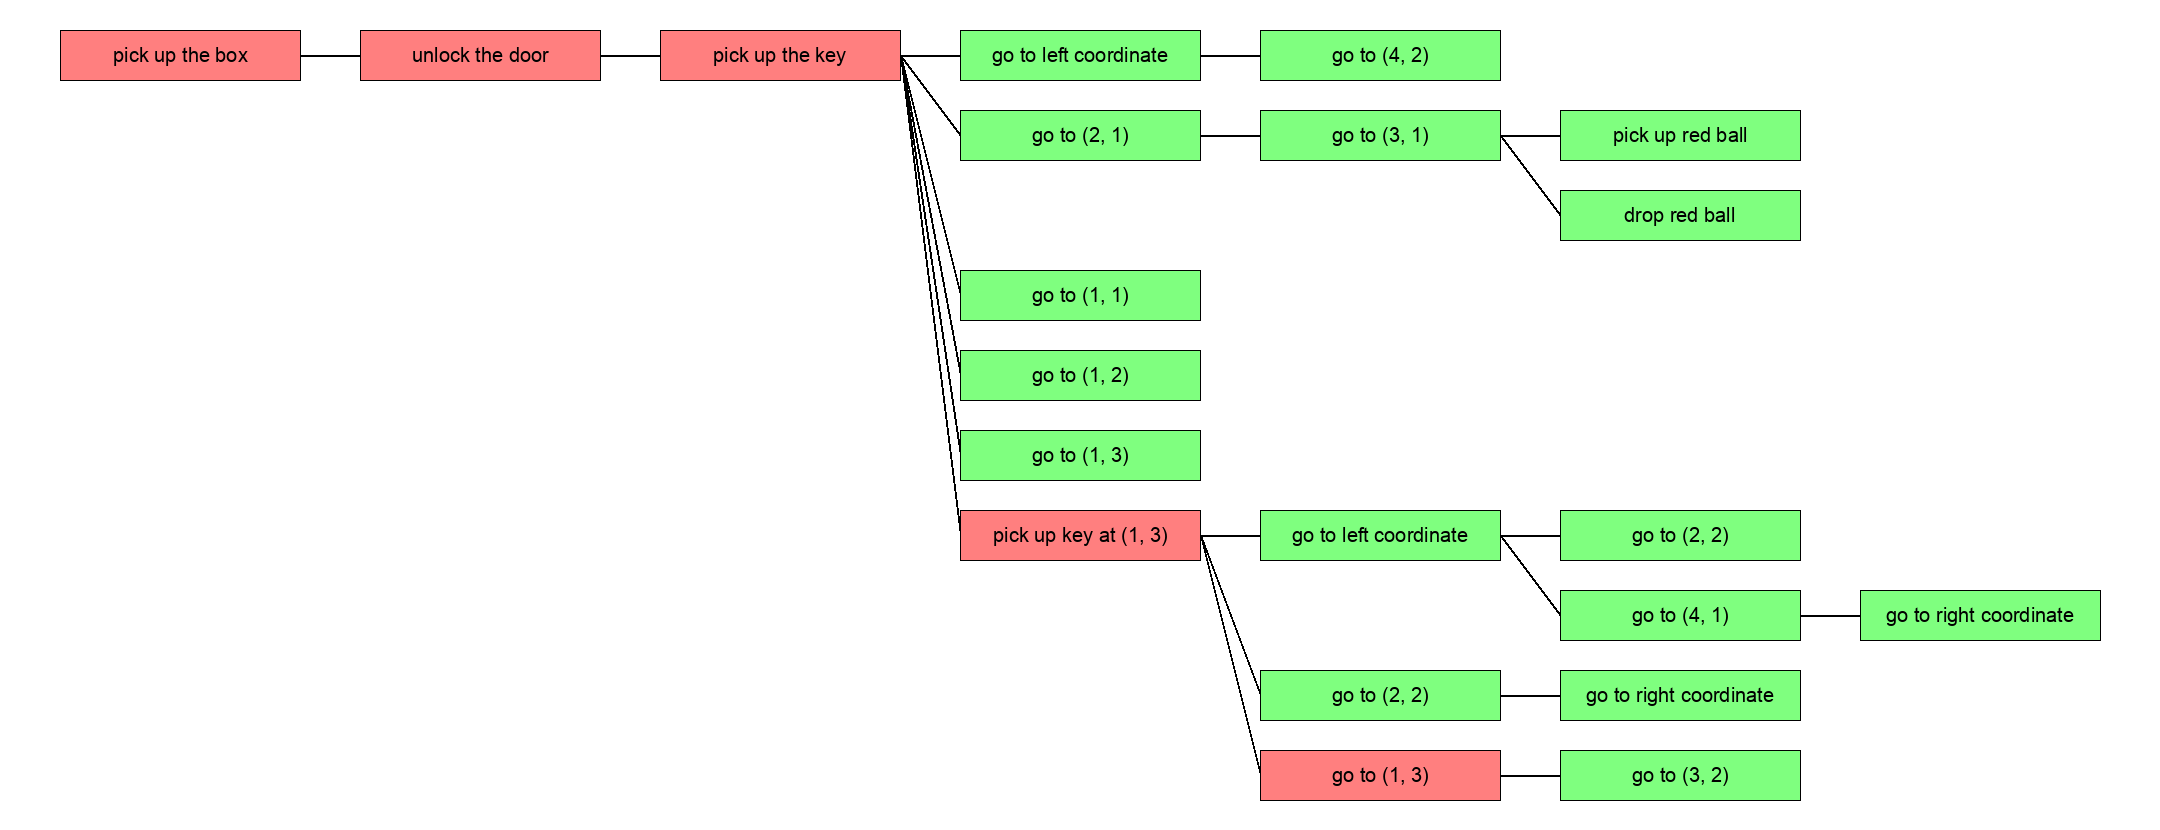 pick up the box
unlock the door
pick up the key
go to left coordinate
go to (4, 2)
go to (2, 1)
go to (3, 1)
pick up red ball
drop red ball
go to (1, 1)
go to (1, 2)
go to (1, 3)
pick up key at (1, 3)
go to left coordinate
go to (2, 2)
go to (4, 1)
go to right coordinate
go to (2, 2)
go to right coordinate
go to (1, 3)
go to (3, 2)